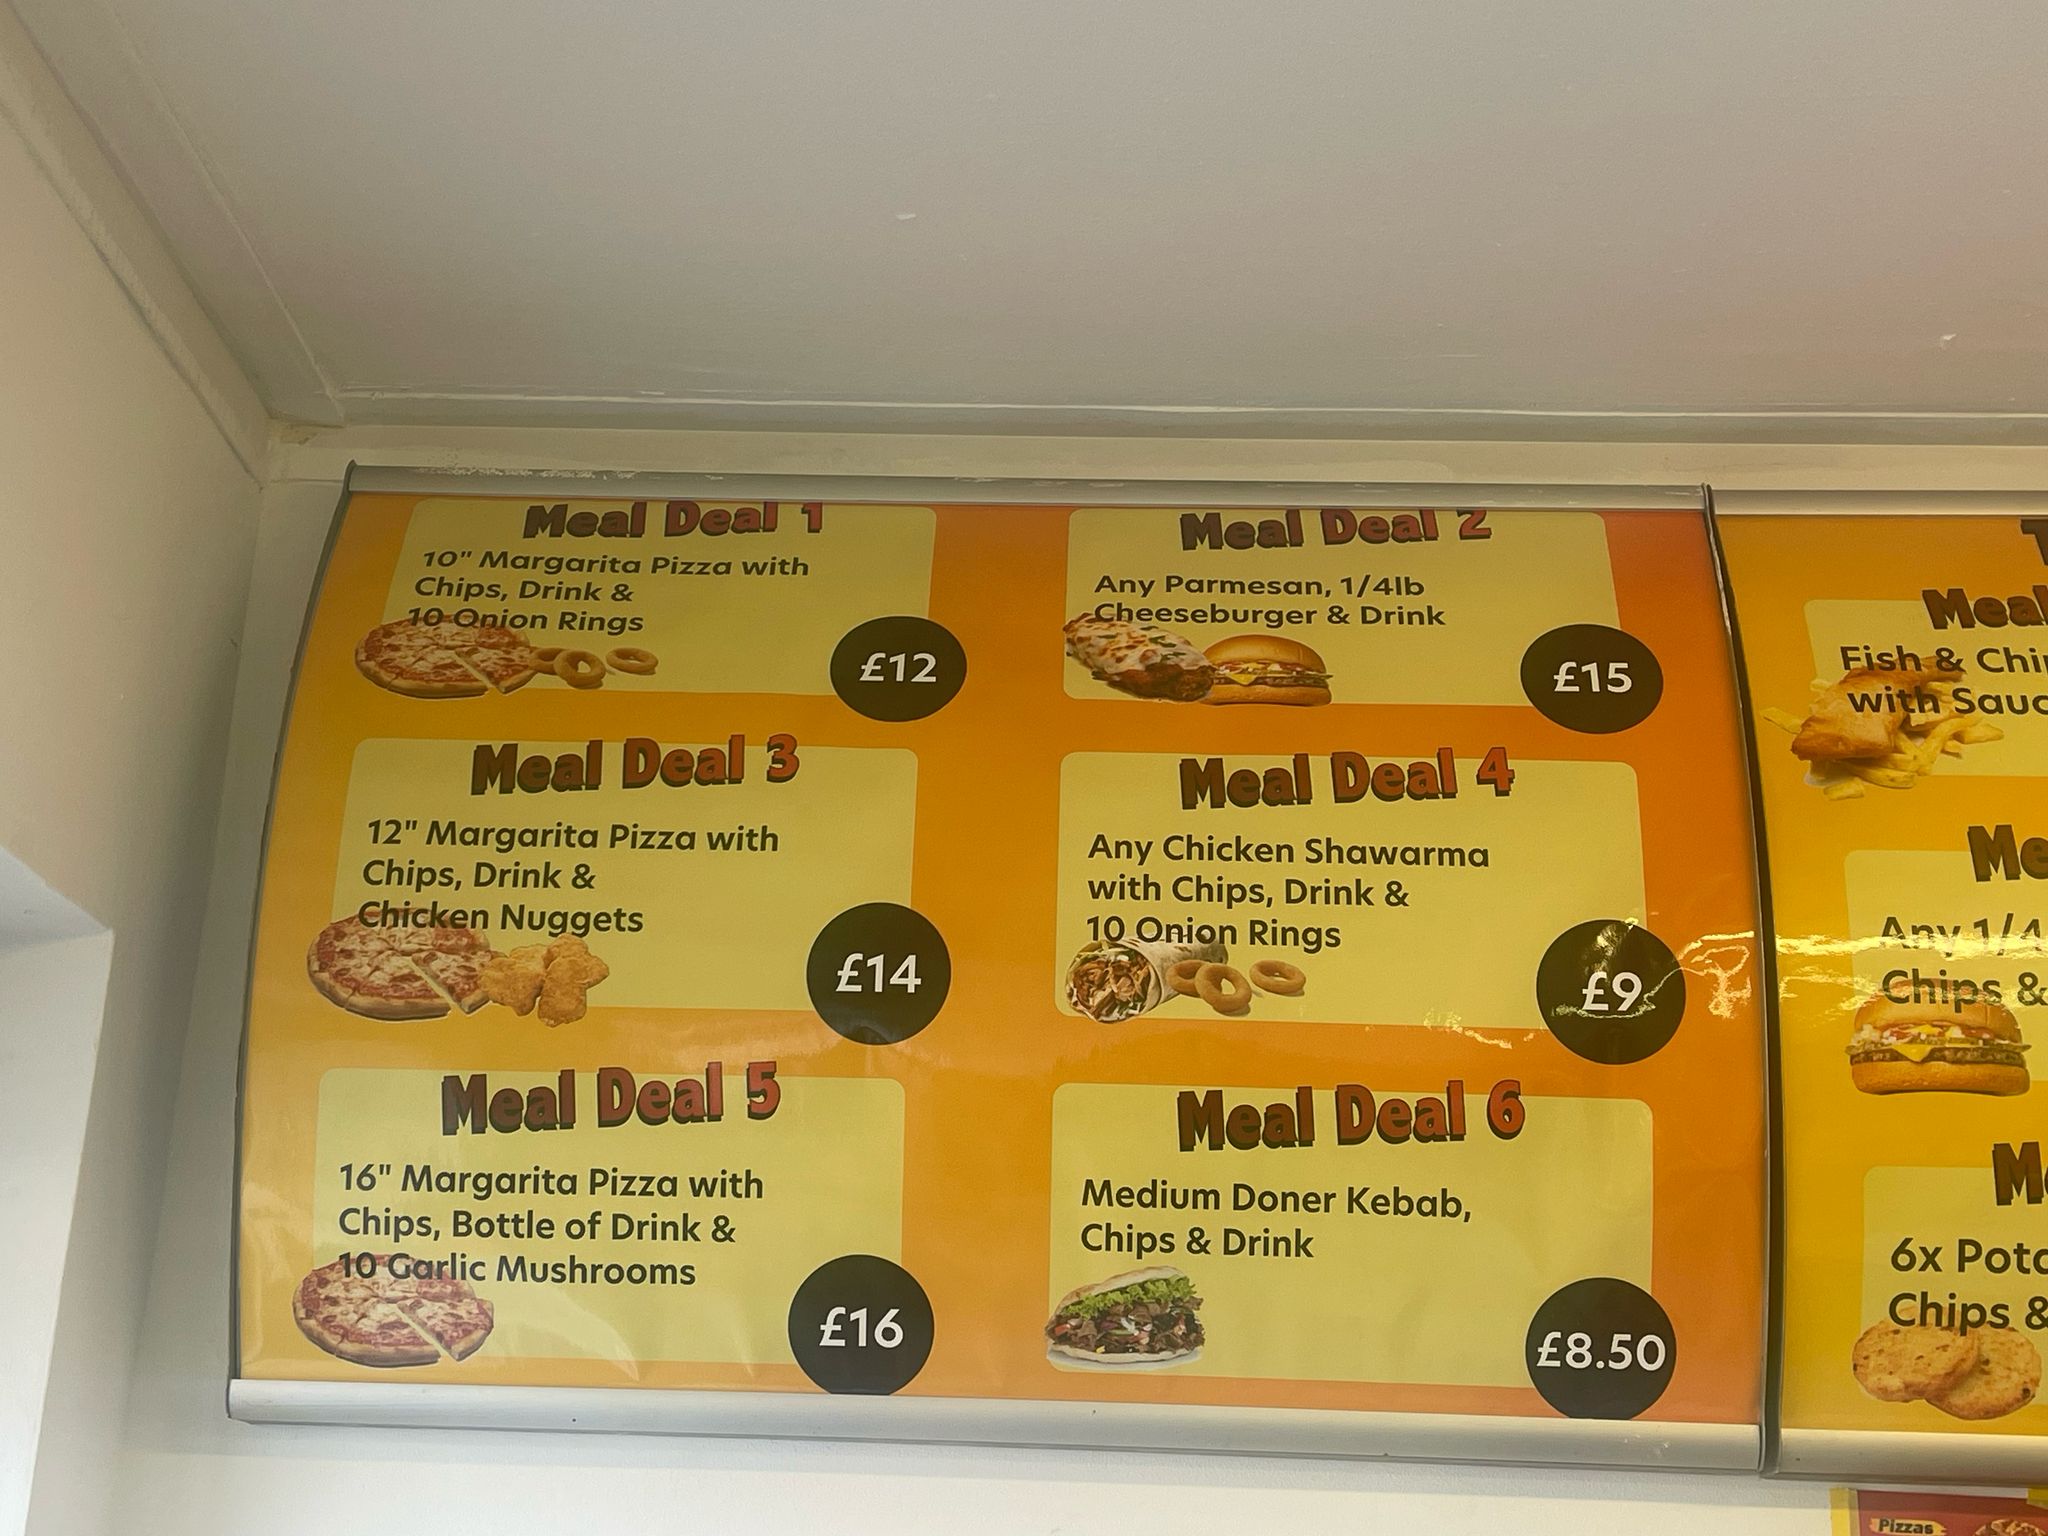 Meal Deal 1
10" Margarita Pizza with
Chips, Drink &
10 Onion Rings
£12
Meal Deal 2
Any Parmesan, 1/4lb
Cheeseburger & Drink
£15
Meal Deal 3
12" Margarita Pizza with
Chips, Drink &
Chicken Nuggets
£14
Meal Deal 4
Any Chicken Shawarma
with Chips, Drink &
10 Onion Rings
£9
Meal Deal 5
16" Margarita Pizza with
Chips, Bottle of Drink &
10 Garlic Mushrooms
£16
Meal Deal 6
Medium Doner Kebab,
Chips & Drink
£8.50
Meal
Fish &
with
Any
Chips &
6x
Chips &
Pizzas